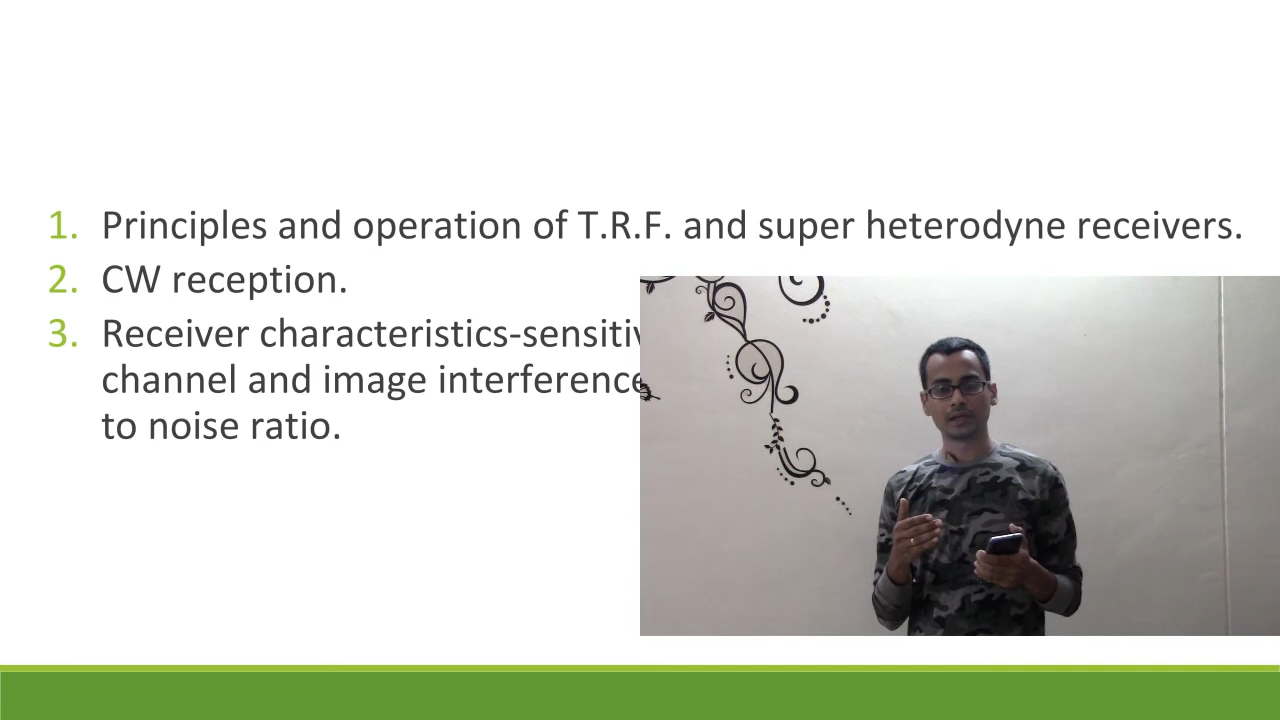 1. Principles and operation of T.R.F. and super heterodyne receivers.
2. CW reception.
3. Receiver characteristics-sensitiv
channel and image interference
to noise ratio.